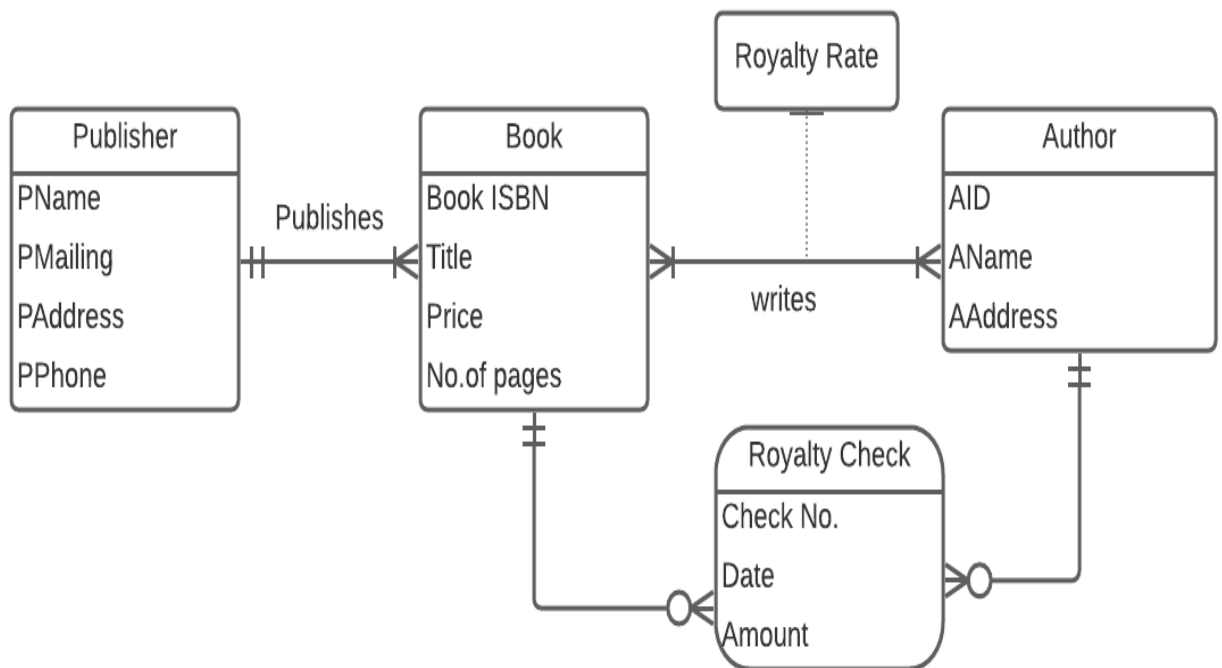 Royalty Rate
Publisher
PName
PMailing
PAddress
PPhone
Publishes
Book
Book ISBN
Title
Price
No.of pages
writes
Author
AID
AName
AAddress
Royalty Check
Check No.
Date
Amount